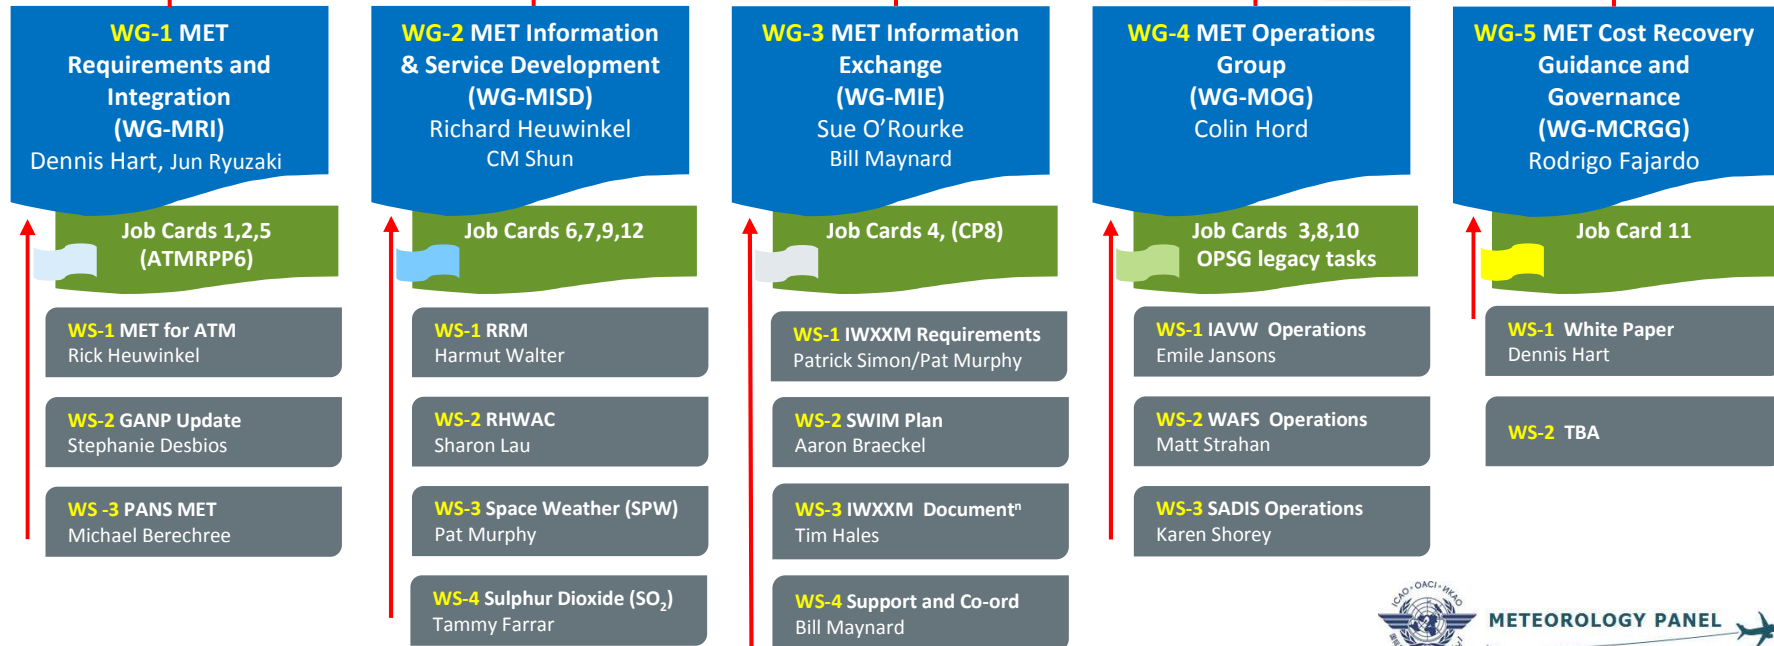 WG-1 MET
Requirements and
Integration
(WG-MRI)
Dennis Hart, Jun Ryuzaki
Job Cards 1,2,5
(ATMRPP6)
WS-1 MET for ATM
Rick Heuwinkel
WS-2 GANP Update
Stephanie Desbios
WS -3 PANS MET
Michael Berechree
WG-2 MET Information
& Service Development
(WG-MISD)
Richard Heuwinkel
CM Shun
Job Cards 6,7,9,12
WS-1 RRM
Harmut Walter
WS-2 RHWAC
Sharon Lau
WS-3 Space Weather (SPW)
Pat Murphy
WS-4 Sulphur Dioxide (SO₂)
Tammy Farrar
WG-3 MET Information
Exchange
(WG-MIE)
Sue O’Rourke
Bill Maynard
Job Cards 4, (CP8)
WS-1 IWXXM Requirements
Patrick Simon/Pat Murphy
WS-2 SWIM Plan
Aaron Braeckel
WS-3 IWXXM Documentⁿ
Tim Hales
WS-4 Support and Co-ord
Bill Maynard
WG-4 MET Operations
Group
(WG-MOG)
Colin Hord
Job Cards 3,8,10
OPSG legacy tasks
WS-1 IAVW Operations
Emile Jansons
WS-2 WAFS Operations
Matt Strahan
WS-3 SADIS Operations
Karen Shorey
WG-5 MET Cost Recovery
Guidance and
Governance
(WG-MCRGG)
Rodrigo Fajardo
Job Card 11
WS-1 White Paper
Dennis Hart
WS-2 TBA
ICAO · OACI · ИКАО
METEOROLOGY PANEL